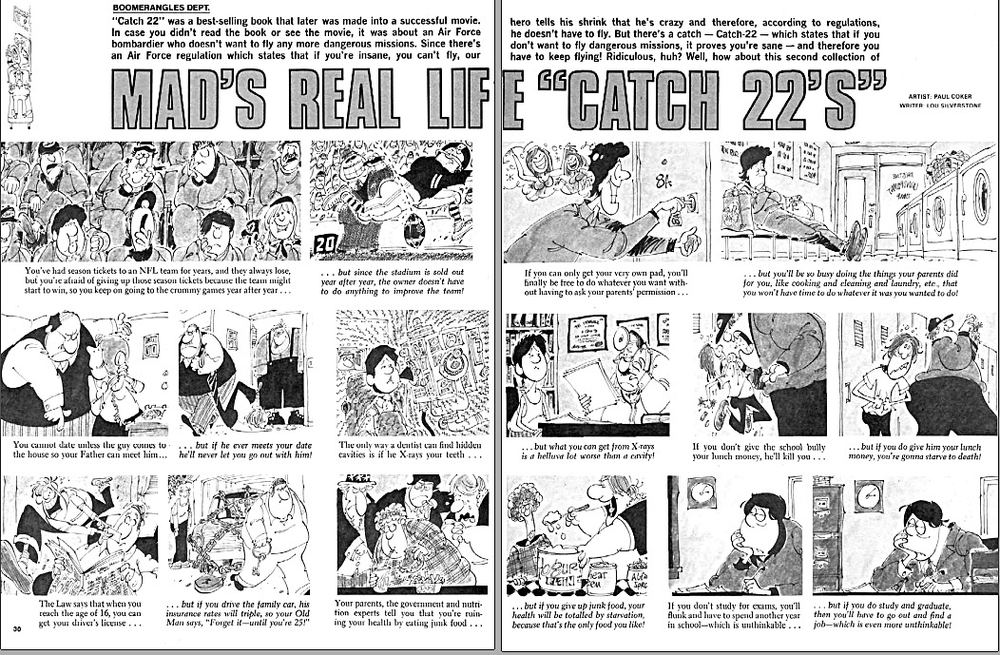 BOOMERANGLES DEPT.
"Catch 22" was a best-selling book that later was made into a successful movie.
In case you didn't read the book or see the movie, it was about an Air Force
bombardier who doesn't want to fly any more dangerous missions. Since there's
an Air Force regulation which states that if you're insane, you can't fly, our
hero tells his shrink that he's crazy and therefore, according to regulations,
he doesn't have to fly. But there's a catch — Catch-22 — which states that if you
don't want to fly dangerous missions, it proves you're sane — and therefore you
have to keep flying! Ridiculous, huh? Well, how about this second collection of
MAD'S REAL LIFE "CATCH 22'S"
ARTIST: PAUL COKER
WRITER: LOU SILVERSTONE
20
You've had season tickets to an NFL team for years, and they always lose,
but you're afraid of giving up those season tickets because the team might
start to win, so you keep on going to the crummy games year after year . . .
. . . but since the stadium is sold out
year after year, the owner doesn't have
to do anything to improve the team!
If you can only get your very own pad, you'll
finally be free to do whatever you want with-
out having to ask your parents' permission . . .
. . . but you'll be so busy doing the things your parents did
for you, like cooking and cleaning and laundry, etc., that
you won't have time to do whatever it was you wanted to do!
You cannot date unless the guy comes to
the house so your Father can meet him...
. . . but if he ever meets your date
he'll never let you go out with him!
The only way a dentist can find hidden
cavities is if he X-rays your teeth . . .
. . . but what you can get from X-rays
is a helluva lot worse than a cavity!
If you don't give the school bully
your lunch money, he'll kill you . . .
. . . but if you do give him your lunch
money, you're gonna starve to death!
The Law says that when you
reach the age of 16, you can
get your driver's license . . .
. . . but if you drive the family car, his
insurance rates will triple, so your Old
Man says, "Forget it—until you're 25!"
Your parents, the government and nutri-
tion experts tell you that you're ruin-
ing your health by eating junk food . . .
. . . but if you give up junk food, your
health will be totalled by starvation,
because that's the only food you like!
If you don't study for exams, you'll
flunk and have to spend another year
in school—which is unthinkable . . .
. . . but if you do study and graduate,
then you'll have to go out and find a
job—which is even more unthinkable!
30